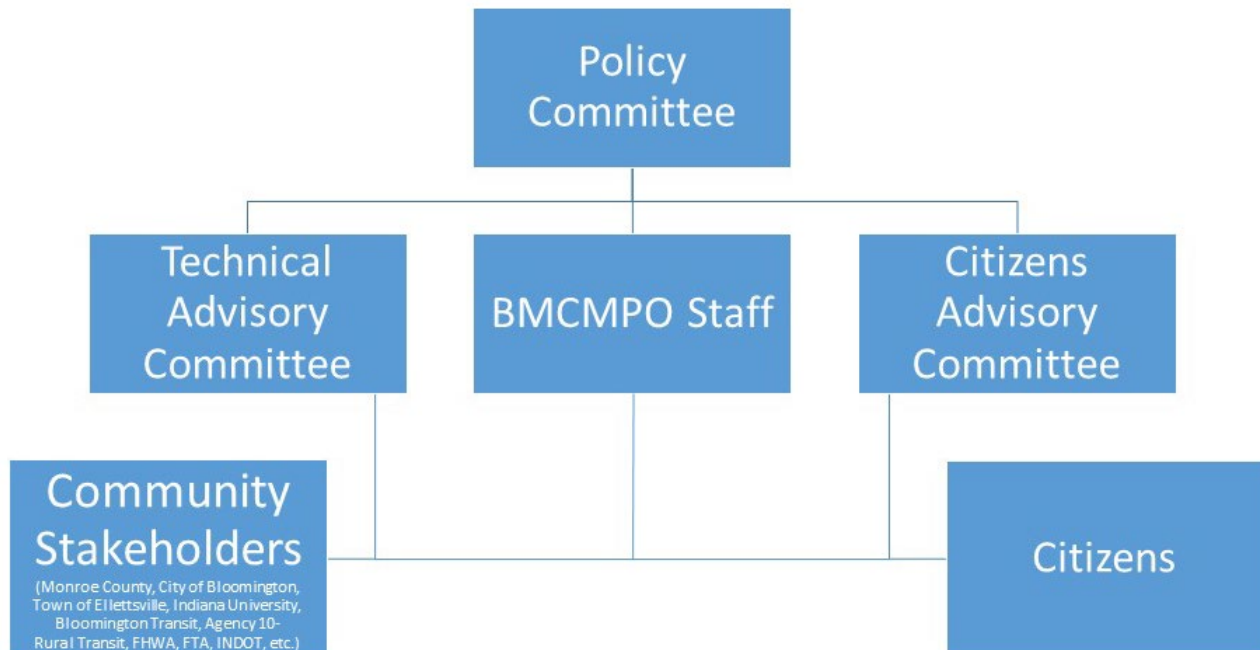 Policy
Committee
Technical
Advisory
Committee
BMCMPO Staff
Citizens
Advisory
Committee
Community
Stakeholders
(Monroe County, City of Bloomington,
Town of Ellettsville, Indiana University,
Bloomington Transit, Agency 10-
Rural Transit, FHWA, FTA, INDOT, etc.)
Citizens